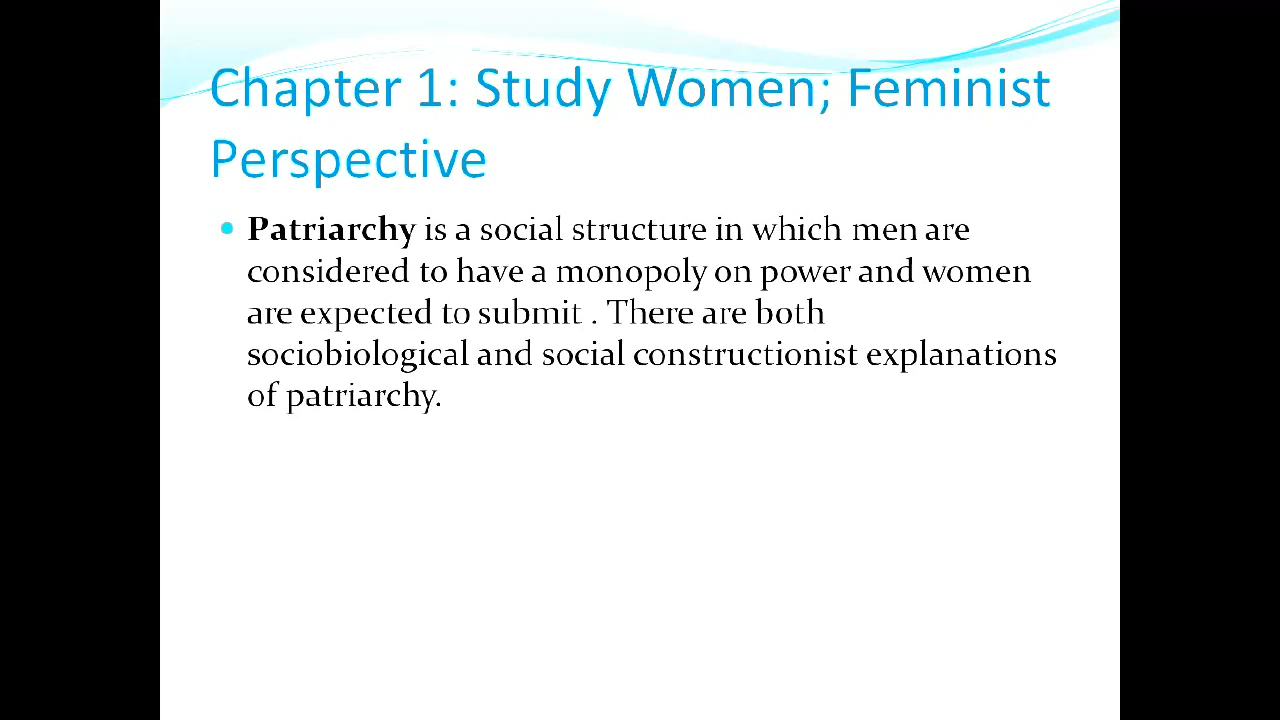 Chapter 1: Study Women; Feminist
Perspective
Patriarchy is a social structure in which men are
considered to have a monopoly on power and women
are expected to submit . There are both
sociobiological and social constructionist explanations
of patriarchy.